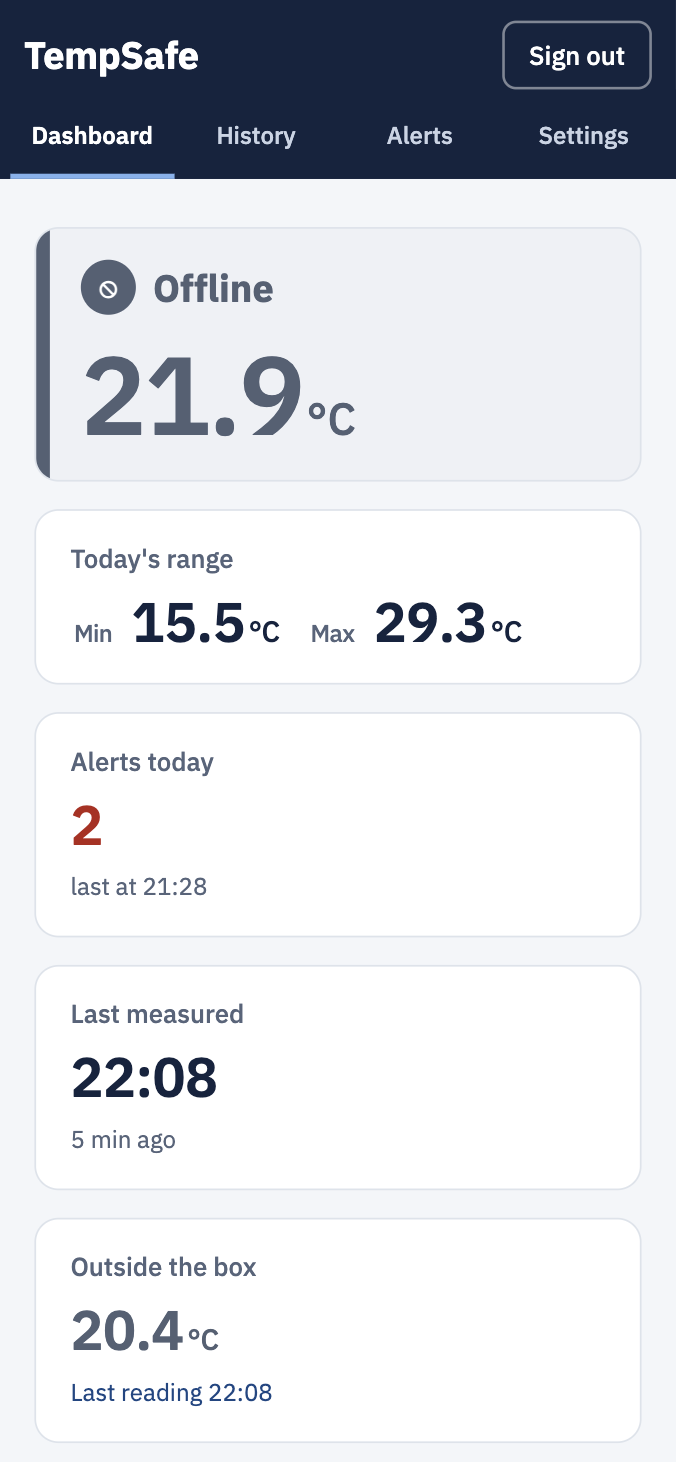 TempSafe
Sign out
Dashboard History Alerts Settings
Offline
21.9°C
Today's range
Min 15.5°C Max 29.3°C
Alerts today
2
last at 21:28
Last measured
22:08
5 min ago
Outside the box
20.4°C
Last reading 22:08